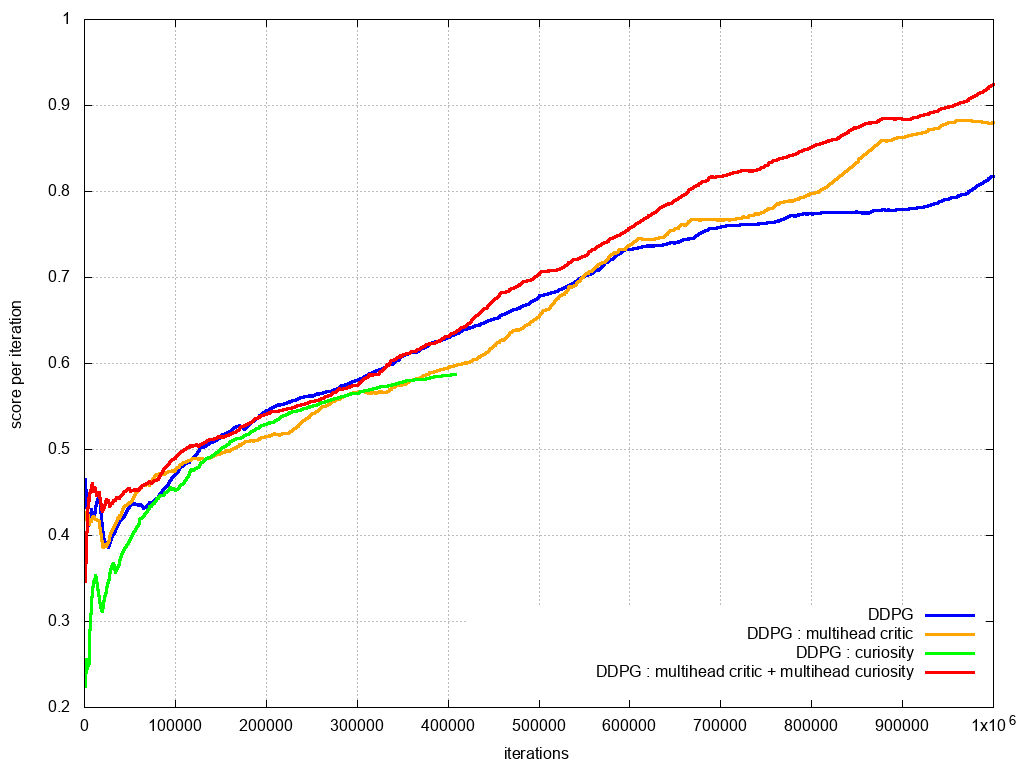 1
0.9
0.8
0.7
0.6
0.5
0.4
0.3
0.2
score per iteration
DDPG
DDPG : multihead critic
DDPG : curiosity
DDPG : multihead critic + multihead curiosity
0 100000 200000 300000 400000 500000 600000 700000 800000 900000 1x10^6
iterations